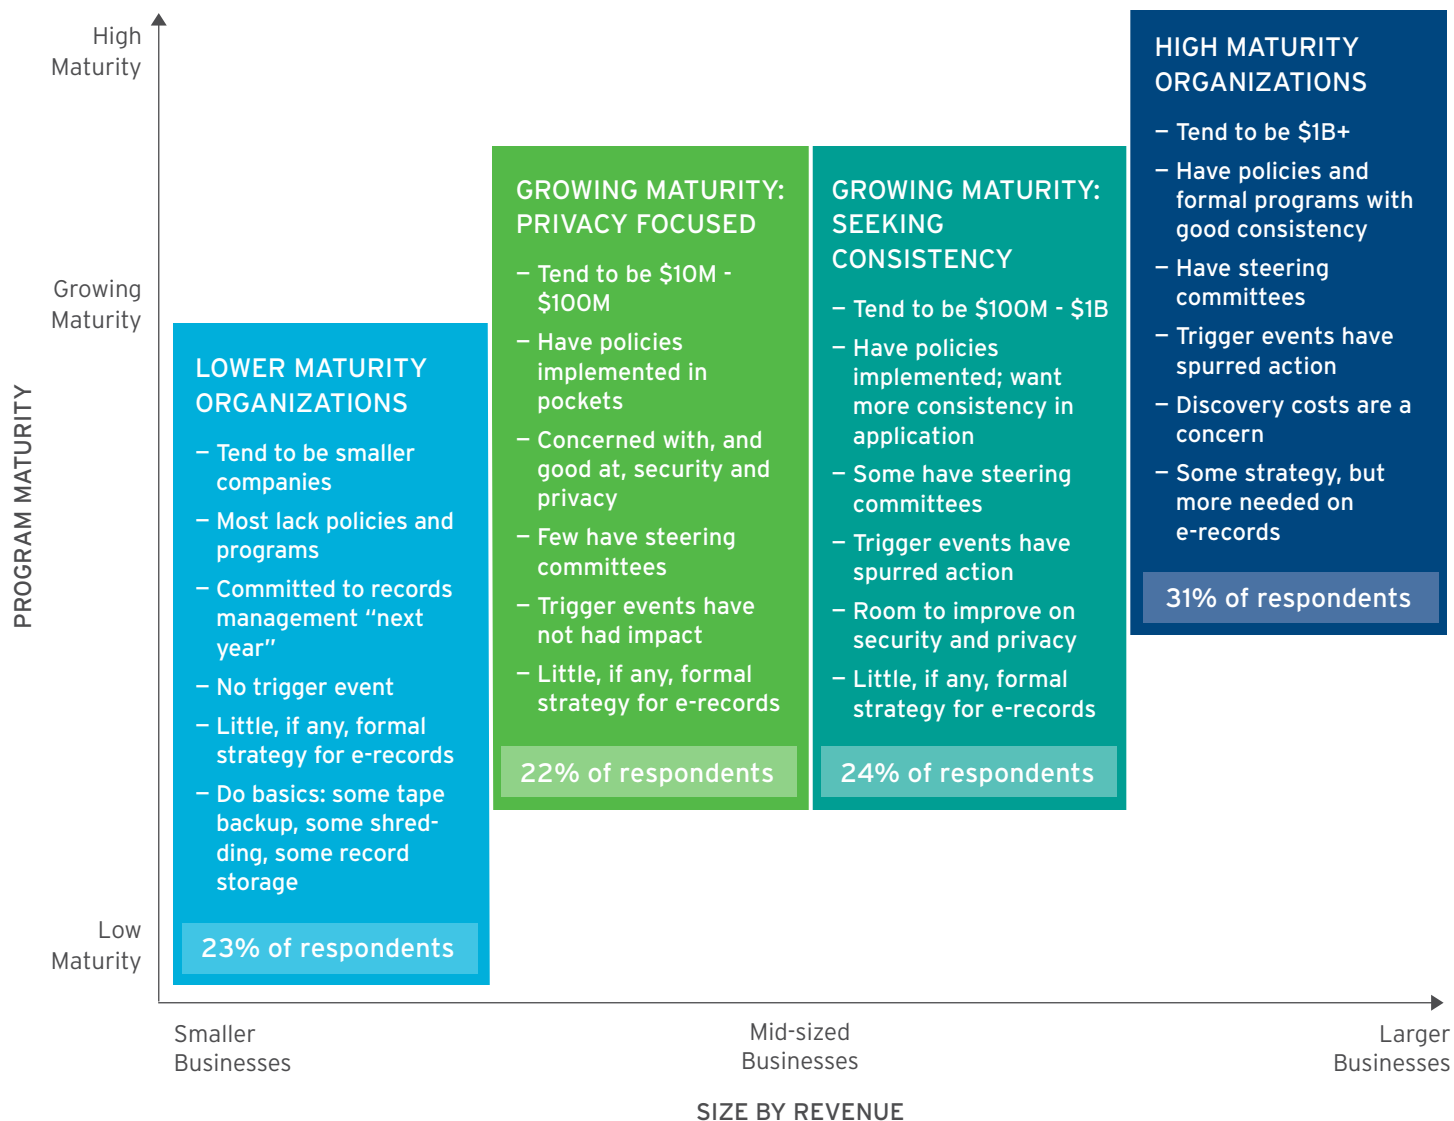 High
Maturity
Growing
Maturity
Low
Maturity
PROGRAM MATURITY
LOWER MATURITY
ORGANIZATIONS
– Tend to be smaller
companies
– Most lack policies and
programs
– Committed to records
management “next
year”
– No trigger event
– Little, if any, formal
strategy for e-records
– Do basics: some tape
backup, some shred-
ding, some record
storage
23% of respondents
GROWING MATURITY:
PRIVACY FOCUSED
– Tend to be $10M -
$100M
– Have policies
implemented in
pockets
– Concerned with, and
good at, security and
privacy
– Few have steering
committees
– Trigger events have
not had impact
– Little, if any, formal
strategy for e-records
22% of respondents
GROWING MATURITY:
SEEKING
CONSISTENCY
– Tend to be $100M - $1B
– Have policies
implemented; want
more consistency in
application
– Some have steering
committees
– Trigger events have
spurred action
– Room to improve on
security and privacy
– Little, if any, formal
strategy for e-records
24% of respondents
HIGH MATURITY
ORGANIZATIONS
– Tend to be $1B+
– Have policies and
formal programs with
good consistency
– Have steering
committees
– Trigger events have
spurred action
– Discovery costs are a
concern
– Some strategy, but
more needed on
e-records
31% of respondents
Smaller
Businesses
Mid-sized
Businesses
Larger
Businesses
SIZE BY REVENUE